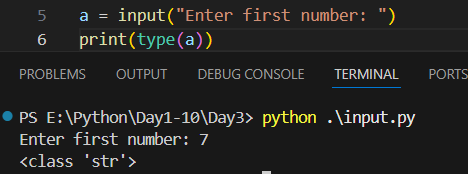 5 a = input("Enter first number: ")
6 print(type(a))
PROBLEMS OUTPUT DEBUG CONSOLE TERMINAL PORTS
PS E:\Python\Day1-10\Day3> python .\input.py
Enter first number: 7
<class 'str'>